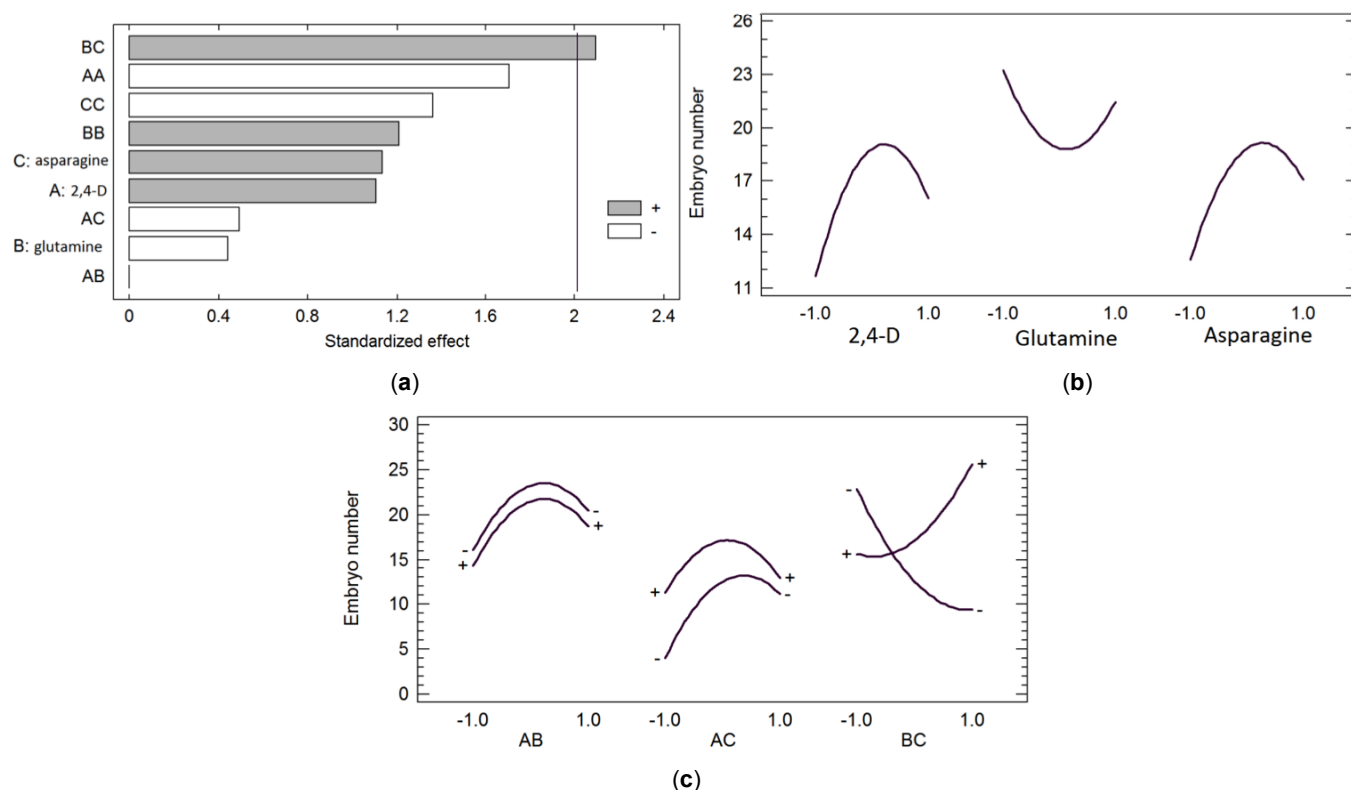 BC
AA
CC
BB
C: asparagine
A: 2,4-D
AC
B: glutamine
AB
+
-
0 0.4 0.8 1.2 1.6 2 2.4
Standardized effect
(a)
Embryo number
26
23
20
17
14
11
-1.0 1.0 -1.0 1.0 -1.0 1.0
2,4-D Glutamine Asparagine
(b)
Embryo number
30
25
20
15
10
5
0
- - + +
+ + - -
- + + -
-1.0 1.0 -1.0 1.0 -1.0 1.0
AB AC BC
(c)